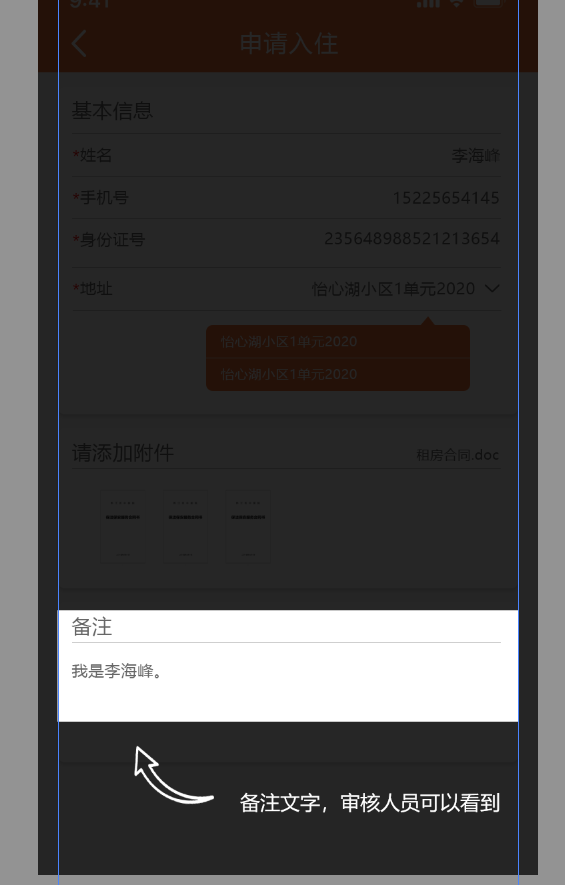 9:41
申请入住
基本信息
*姓名 李海峰
*手机号 15225654145
*身份证号 235648988521213654
*地址 怡心湖小区1单元2020
怡心湖小区1单元2020
怡心湖小区1单元2020
请添加附件 租房合同.doc
备注
我是李海峰。
备注文字，审核人员可以看到